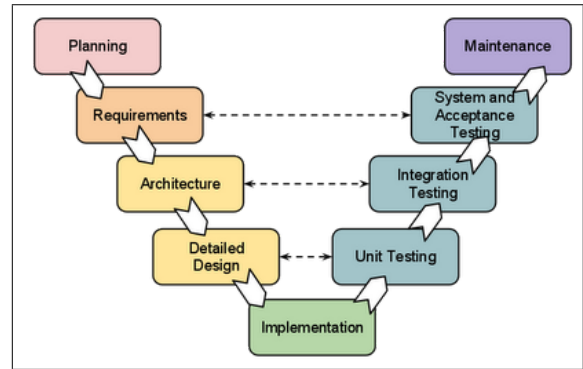 Planning
Maintenance
Requirements
System and
Acceptance
Testing
Architecture
Integration
Testing
Detailed
Design
Unit Testing
Implementation